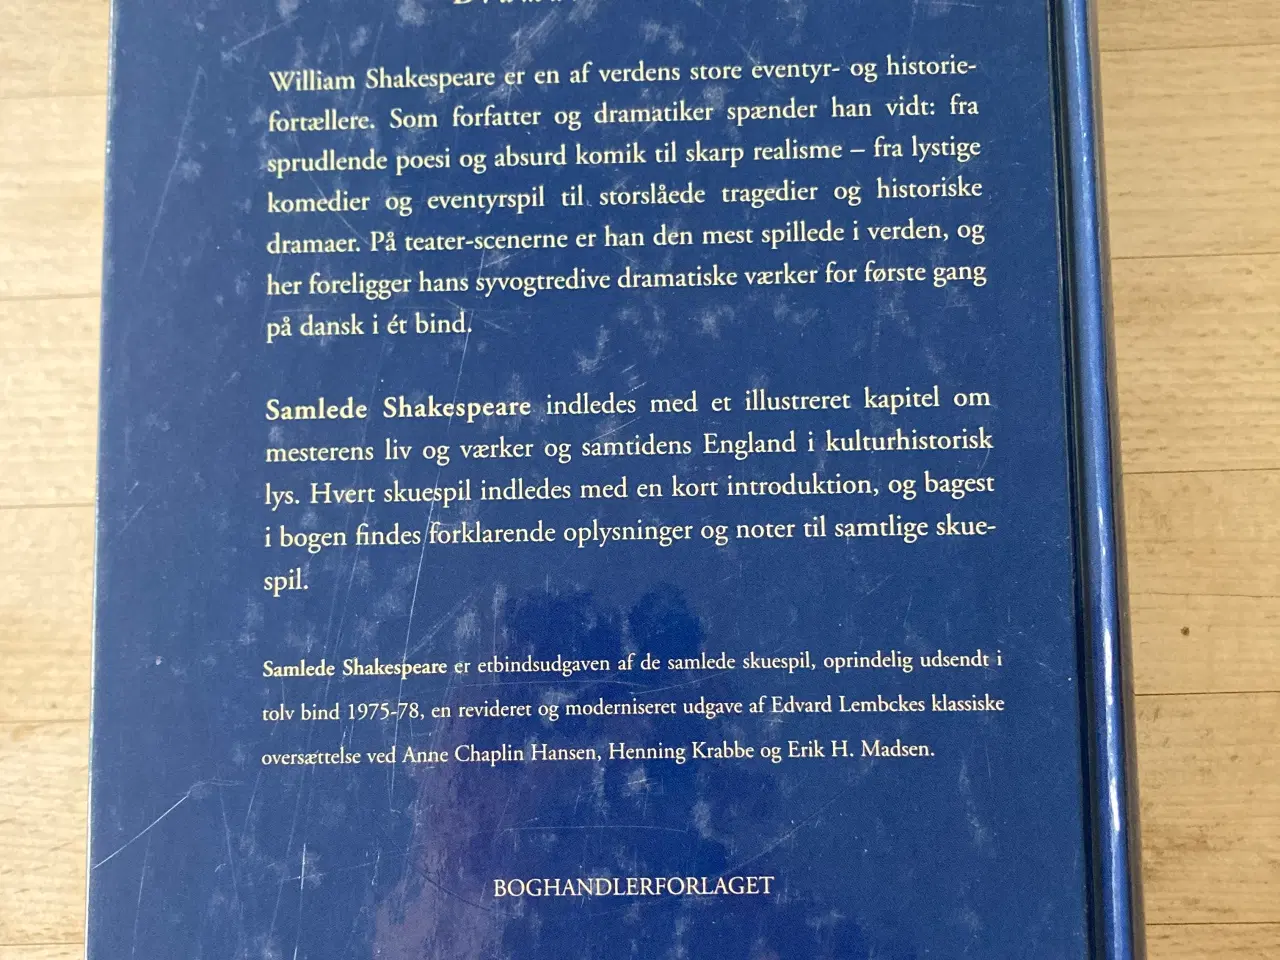 William Shakespeare er en af verdens store eventyr- og historie-
fortællere. Som forfatter og dramatiker spænder han vidt: fra
sprudlende poesi og absurd komik til skarp realisme – fra lystige
komedier og eventyrspil til storslåede tragedier og historiske
dramaer. På teater-scenerne er han den mest spillede i verden, og
her foreligger hans syvogtredive dramatiske værker for første gang
på dansk i ét bind.
Samlede Shakespeare indledes med et illustreret kapitel om
mesterens liv og værker og samtidens England i kulturhistorisk
lys. Hvert skuespil indledes med en kort introduktion, og bagest
i bogen findes forklarende oplysninger og noter til samtlige skue-
spil.
Samlede Shakespeare er etbindsudgaven af de samlede skuespil, oprindelig udsendt i
tolv bind 1975-78, en revideret og moderniseret udgave af Edvard Lembckes klassiske
oversættelse ved Anne Chaplin Hansen, Henning Krabbe og Erik H. Madsen.
BOGHANDLERFORLAGET